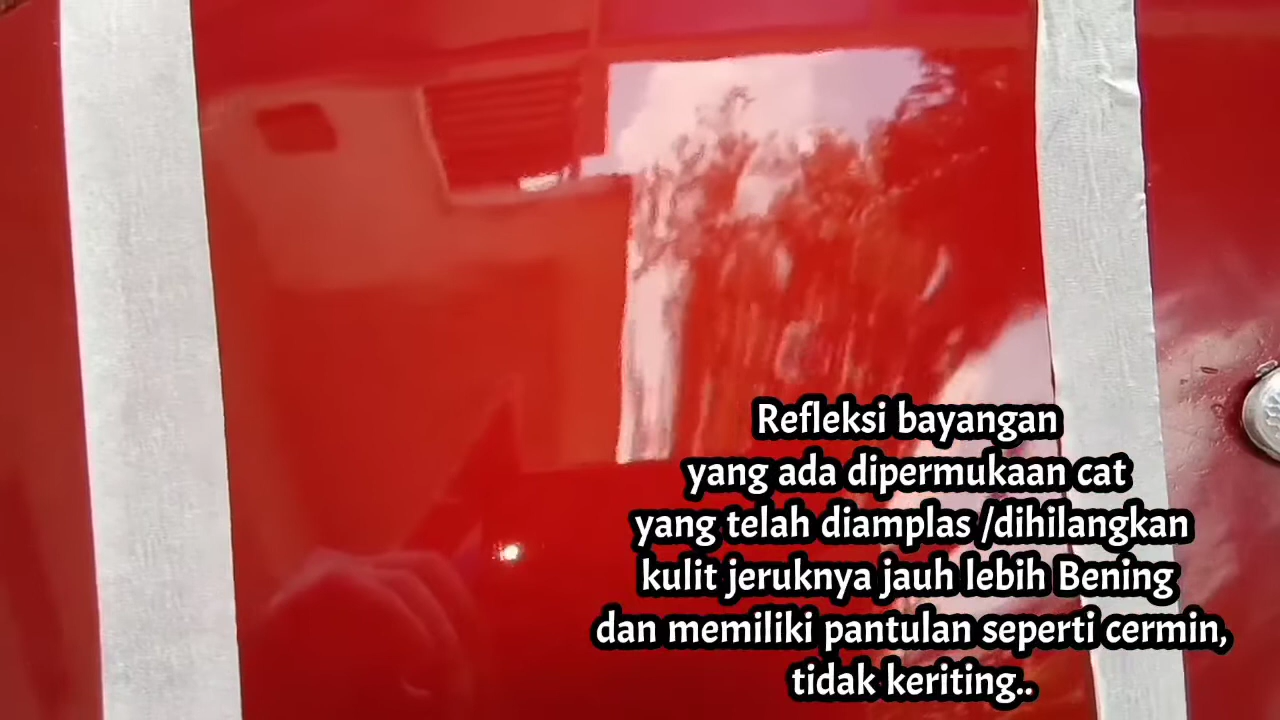 Refleksi bayangan
yang ada dipermukaan cat
yang telah diamplas /dihilangkan
kulit jeruknya jauh lebih Bening
dan memiliki pantulan seperti cermin,
tidak keriting..